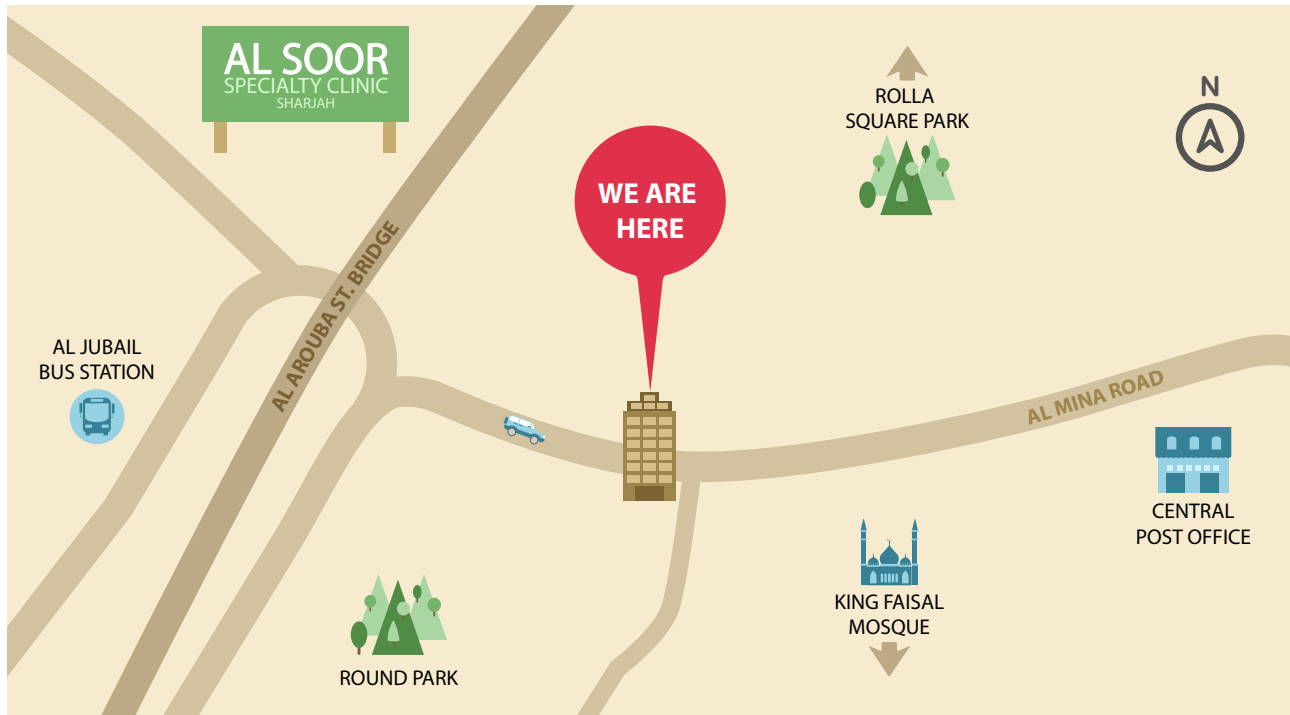 AL SOOR
SPECIALTY CLINIC
SHARJAH
ROLLA
SQUARE PARK
N
WE ARE
HERE
AL AROUBA ST. BRIDGE
AL JUBAIL
BUS STATION
AL MINA ROAD
CENTRAL
POST OFFICE
KING FAISAL
MOSQUE
ROUND PARK